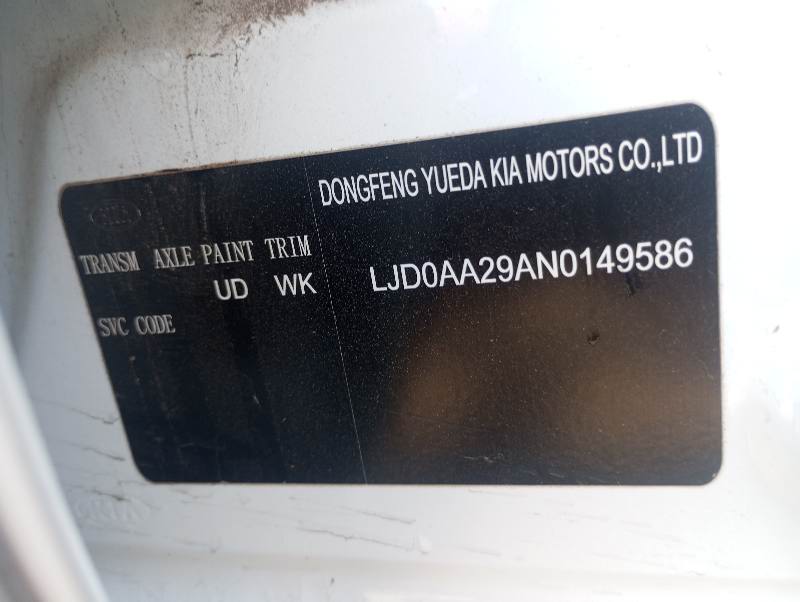 DONGFENG YUEDA KIA MOTORS CO.,LTD
TRANSM AXLE PAINT TRIM
UD WK
LJD0AA29AN0149586
SVC CODE